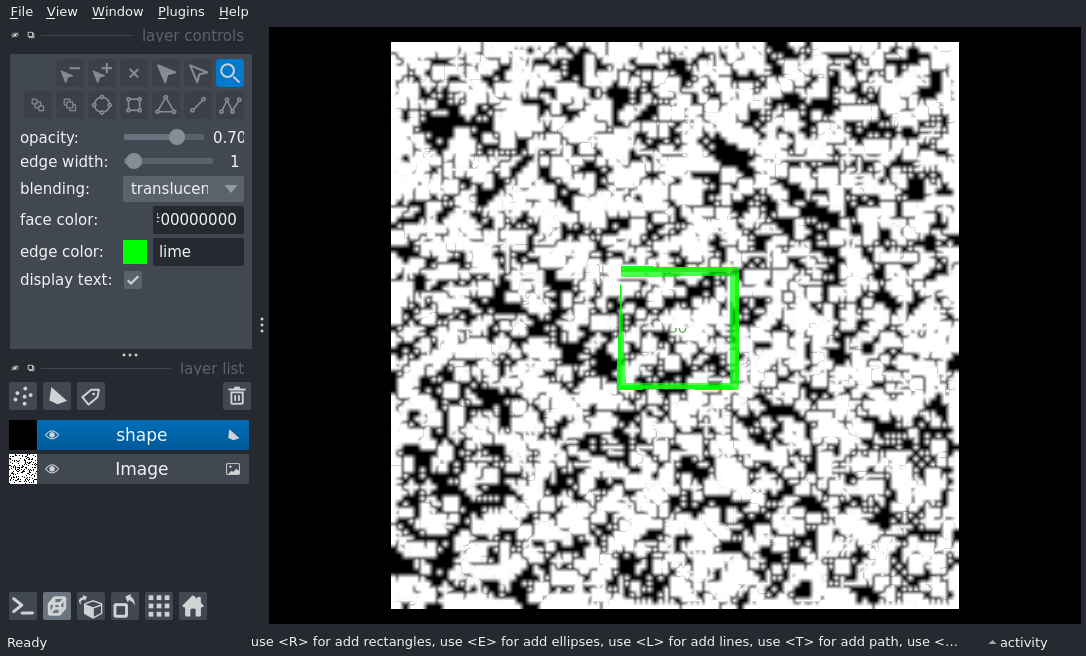 File View Window Plugins Help
layer controls
opacity: 0.70
edge width: 1
blending: translucen
face color: 00000000
edge color: lime
display text:
layer list
shape
Image
Ready
use <R> for add rectangles, use <E> for add ellipses, use <L> for add lines, use <T> for add path, use <...
activity